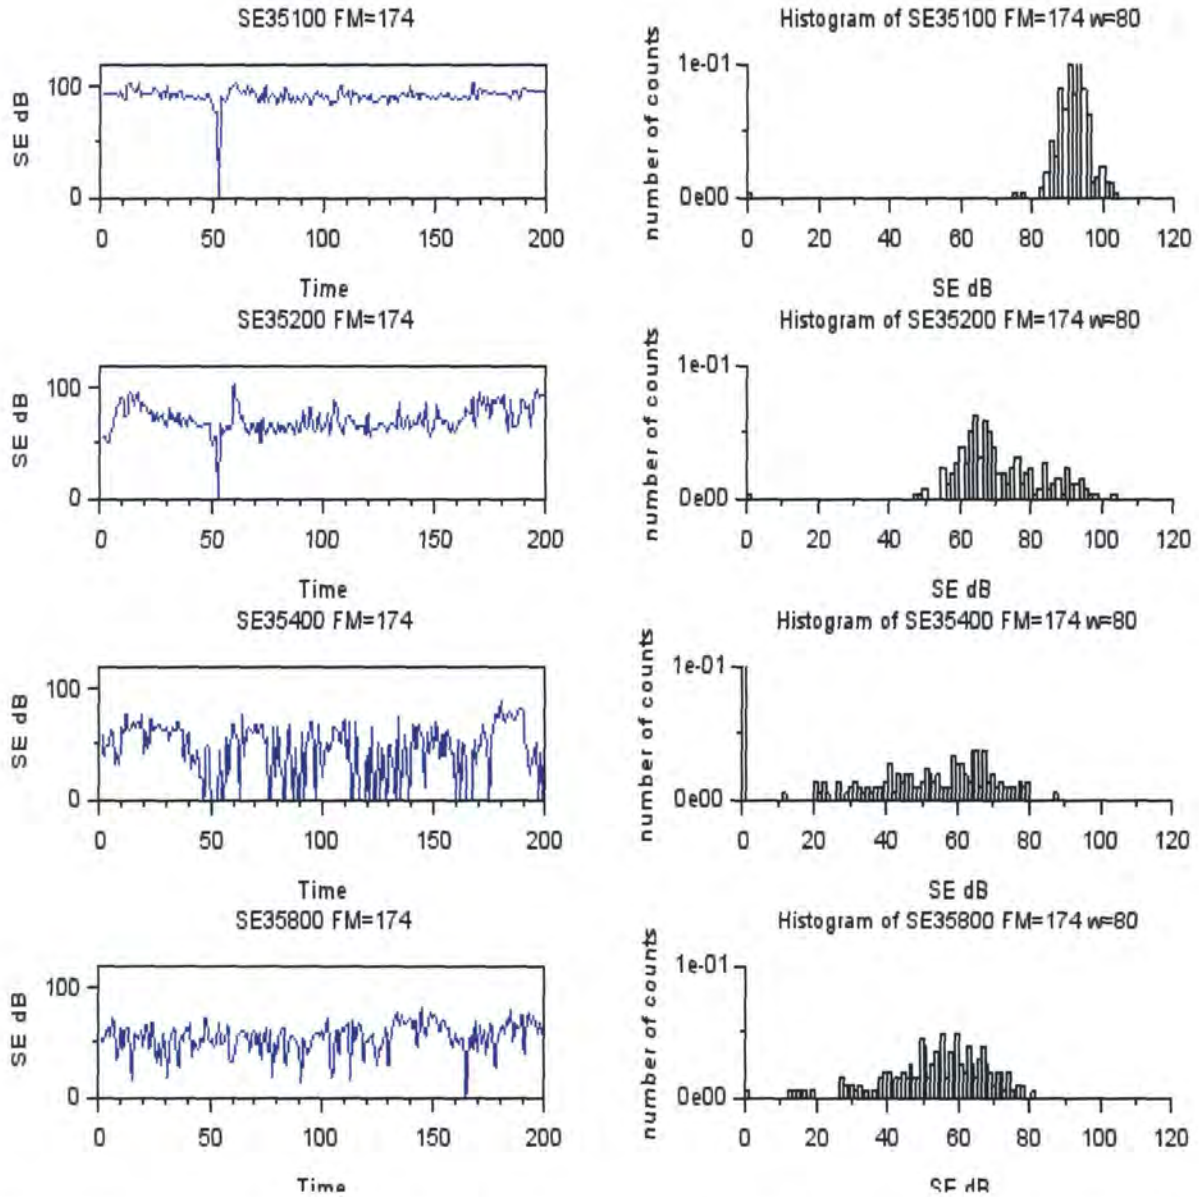 SE35100 FM=174
SE dB
100
0
0 50 100 150 200
Time
Histogram of SE35100 FM=174 w=80
number of counts
1e-01
0e00
0 20 40 60 80 100 120
SE dB
SE35200 FM=174
SE dB
100
0
0 50 100 150 200
Time
Histogram of SE35200 FM=174 w=80
number of counts
1e-01
0e00
0 20 40 60 80 100 120
SE dB
SE35400 FM=174
SE dB
100
0
0 50 100 150 200
Time
Histogram of SE35400 FM=174 w=80
number of counts
1e-01
0e00
0 20 40 60 80 100 120
SE dB
SE35800 FM=174
SE dB
100
0
0 50 100 150 200
Time
Histogram of SE35800 FM=174 w=80
number of counts
1e-01
0e00
0 20 40 60 80 100 120
SE dB